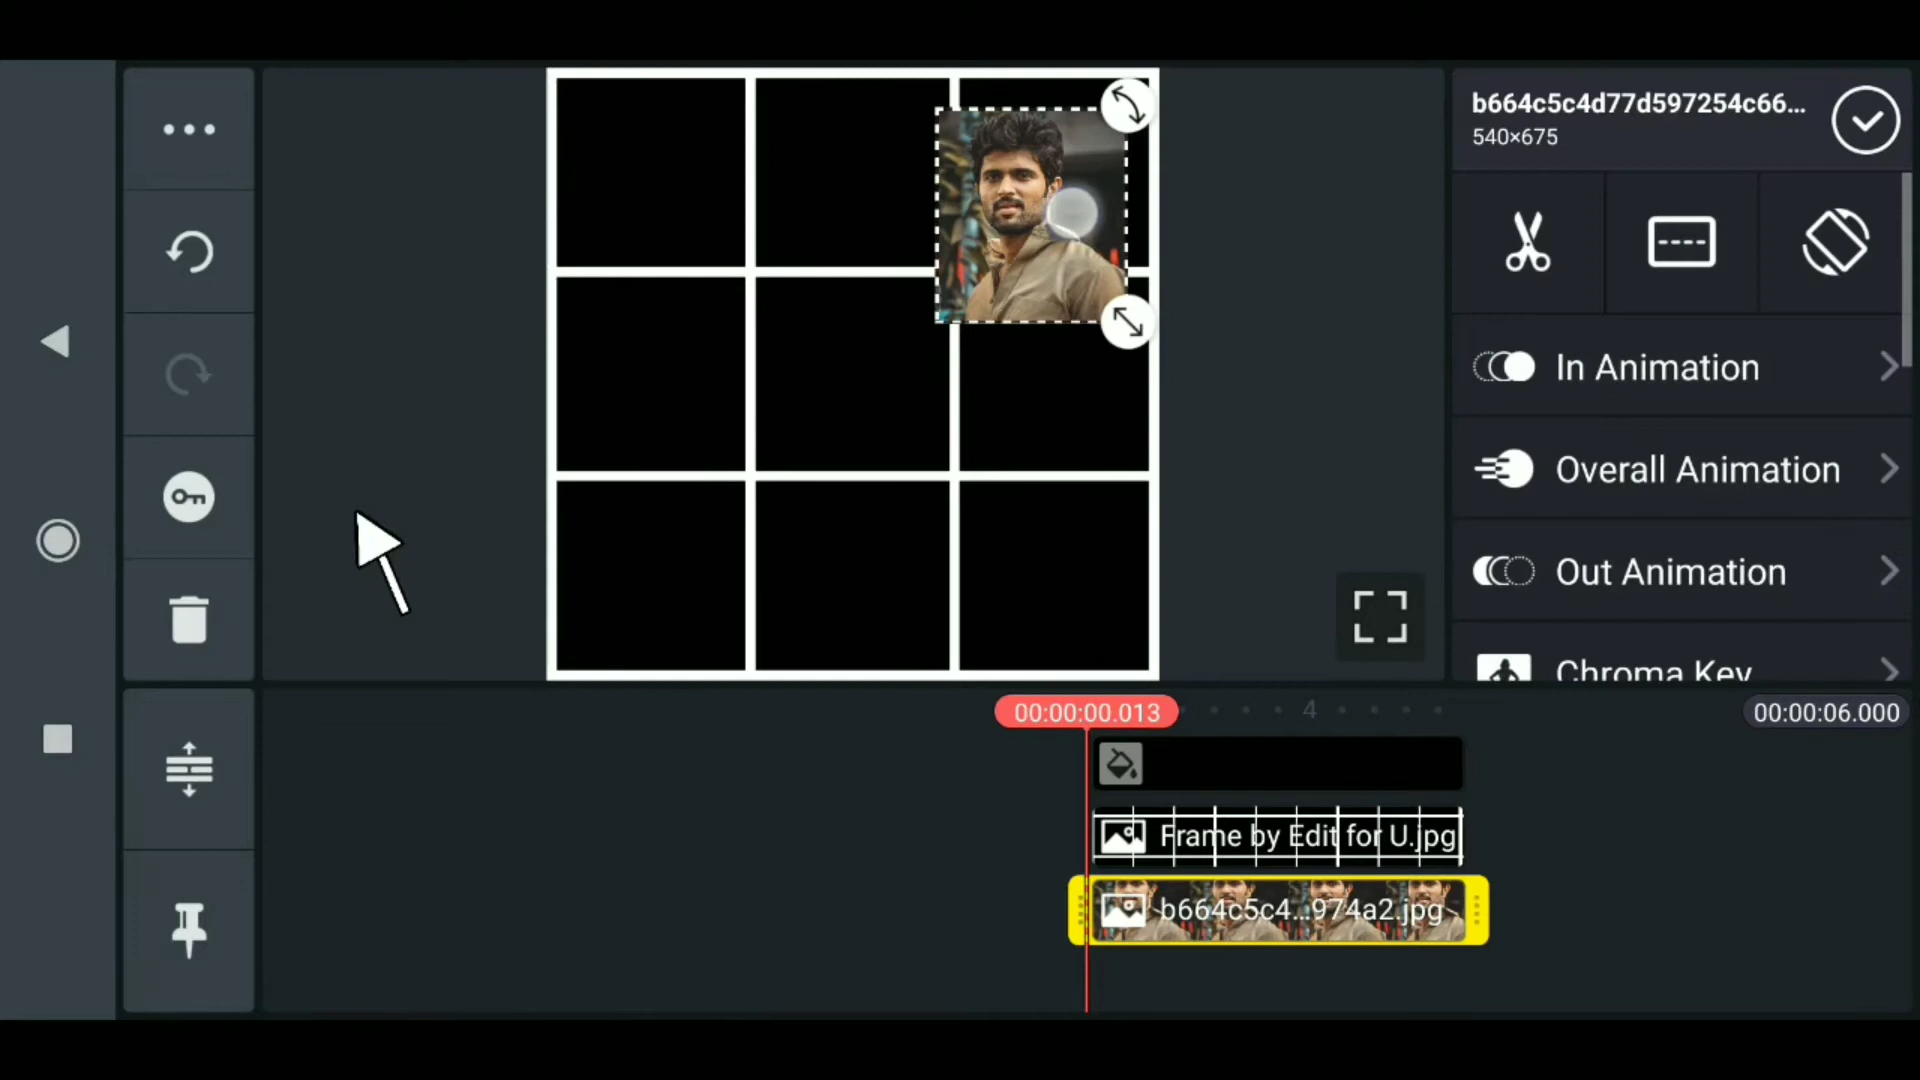 b664c5c4d77d597254c66...
540×675
In Animation
Overall Animation
Out Animation
Chroma Key
00:00:00.013
4
00:00:06.000
Frame by Edit for U.jpg
b664c5c4...974a2.jpg